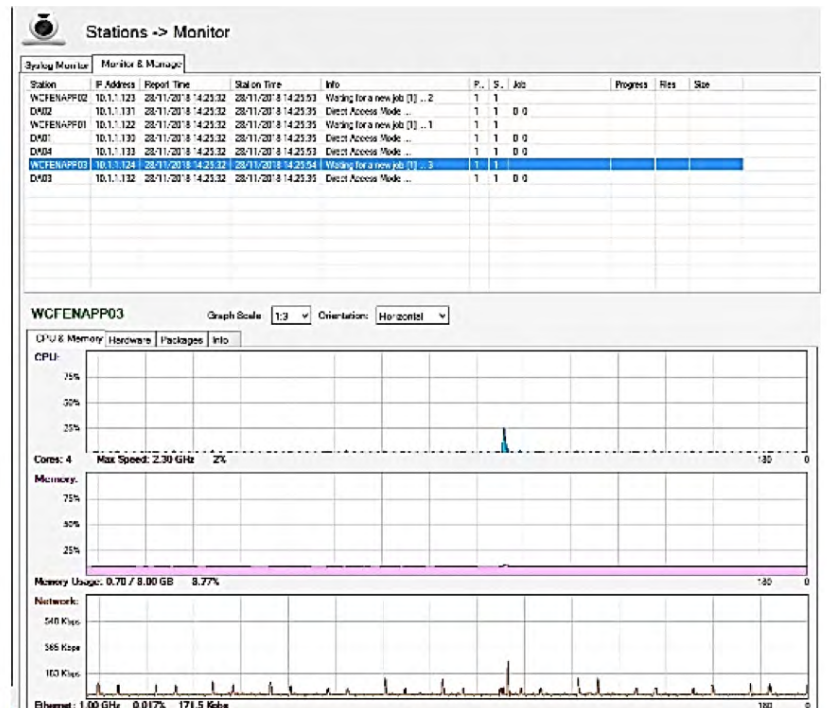 Stations -> Monitor
Syslog Monitor Monitor & Manage
Station IP Address Report Time Station Time Info P.. S.. Job Progress Files Size
WCFENAPP02 10.1.1.123 28/11/2018 14:25:32 28/11/2018 14:25:53 Waiting for a new job [1] ... 2 1 1
DA02 10.1.1.131 28/11/2018 14:25:32 28/11/2018 14:25:35 Direct Access Mode ... 1 1 0 0
WCFENAPP01 10.1.1.122 28/11/2018 14:25:32 28/11/2018 14:25:35 Waiting for a new job [1] ... 1 1 1
DA01 10.1.1.130 28/11/2018 14:25:32 28/11/2018 14:25:35 Direct Access Mode ... 1 1 0 0
DA04 10.1.1.133 28/11/2018 14:25:32 28/11/2018 14:25:53 Direct Access Mode ... 1 1 0 0
WCFENAPP03 10.1.1.124 28/11/2018 14:25:32 28/11/2018 14:25:54 Waiting for a new job [1] ... 3 1 1
DA03 10.1.1.132 28/11/2018 14:25:32 28/11/2018 14:25:35 Direct Access Mode ... 1 1 0 0
WCFENAPP03 Graph Scale 1:3 Orientation: Horizontal
CPU & Memory Hardware Packages Info
CPU:
75%
50%
25%
Cores: 4 Max Speed: 2.30 GHz 2% 180 0
Memory:
75%
50%
25%
Memory Usage: 0.70 / 8.00 GB 8.77% 180 0
Network:
548 Kbps
365 Kbps
183 Kbps
Ethernet: 1.00 GHz 0.017% 171.5 Kbps 180 0